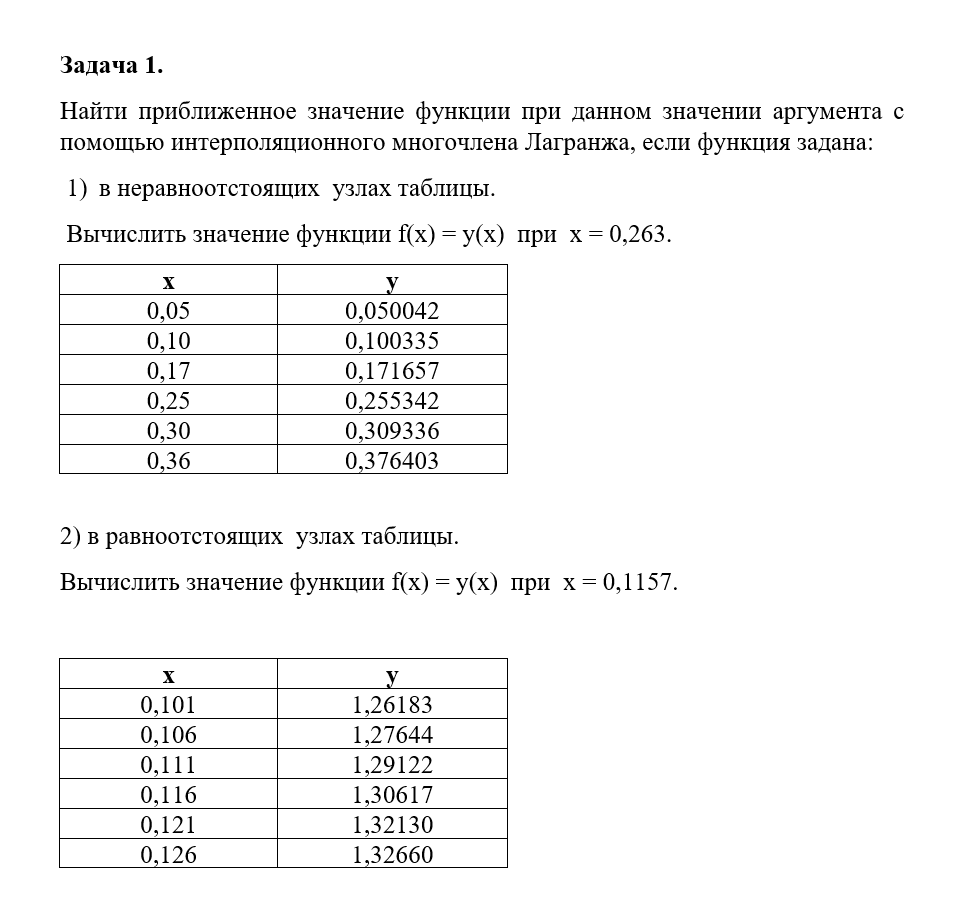 Задача 1.
Найти приближенное значение функции при данном значении аргумента с
помощью интерполяционного многочлена Лагранжа, если функция задана:
1) в неравноотстоящих узлах таблицы.
Вычислить значение функции f(x) = y(x) при x = 0,263.
x y
0,05 0,050042
0,10 0,100335
0,17 0,171657
0,25 0,255342
0,30 0,309336
0,36 0,376403
2) в равноотстоящих узлах таблицы.
Вычислить значение функции f(x) = y(x) при x = 0,1157.
x y
0,101 1,26183
0,106 1,27644
0,111 1,29122
0,116 1,30617
0,121 1,32130
0,126 1,32660